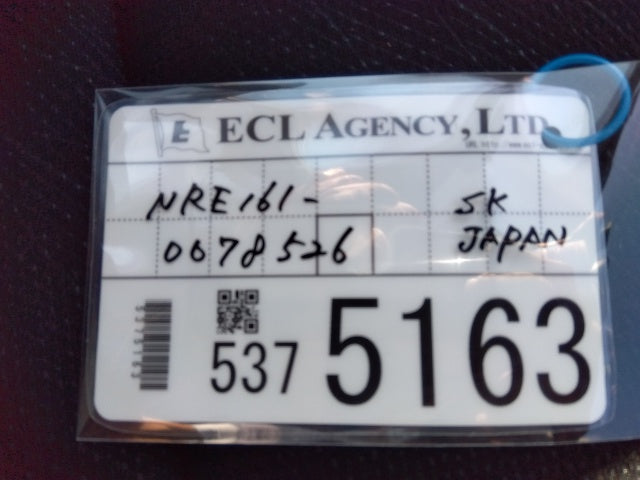 E ECL AGENCY, LTD.
NRE161- SK
0078526 JAPAN
537 5163